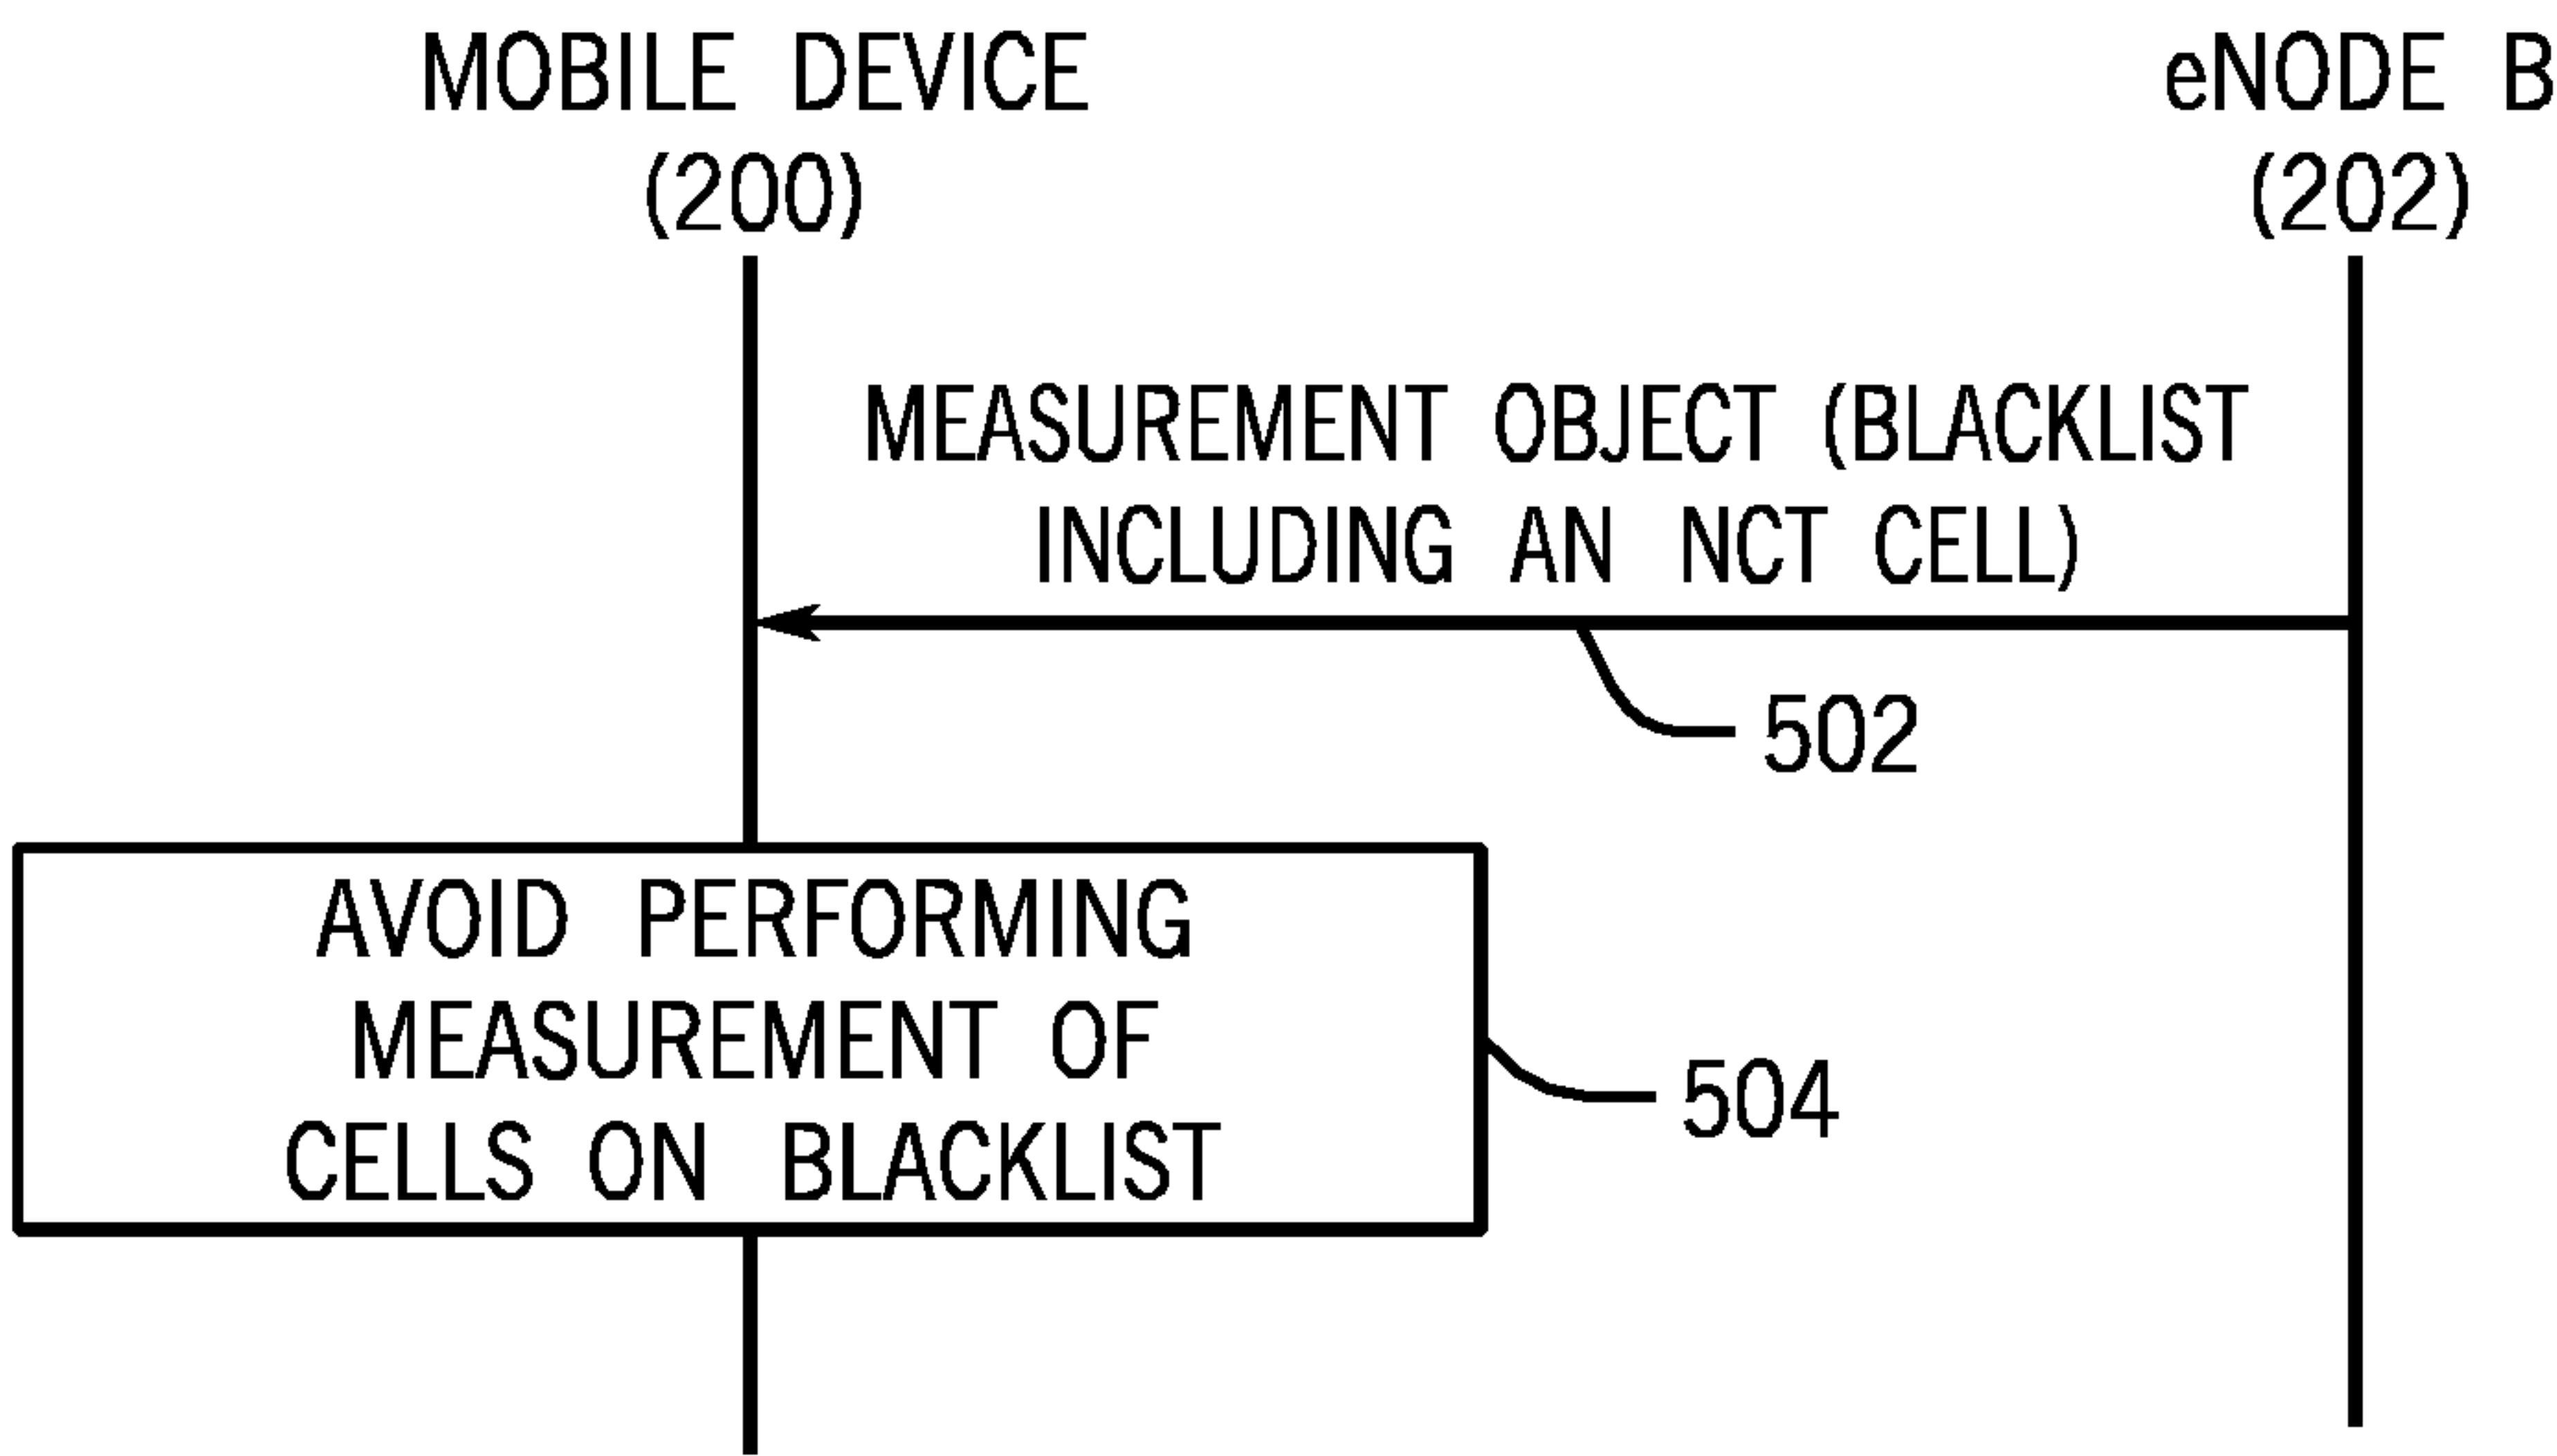 MOBILE DEVICE
(200)
eNODE B
(202)
MEASUREMENT OBJECT (BLACKLIST
INCLUDING AN NCT CELL)
502
AVOID PERFORMING
MEASUREMENT OF
CELLS ON BLACKLIST
504